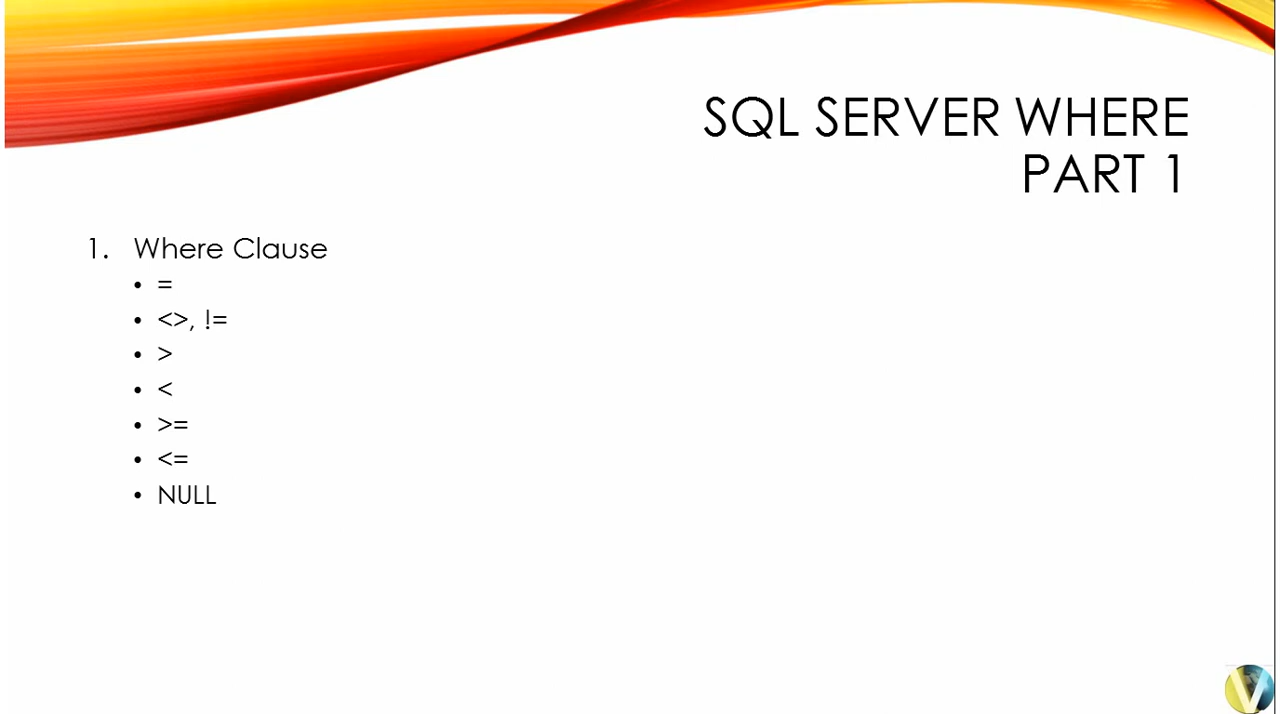 SQL SERVER WHERE
PART 1
1. Where Clause
• =
• <>, !=
• >
• <
• >=
• <=
• NULL